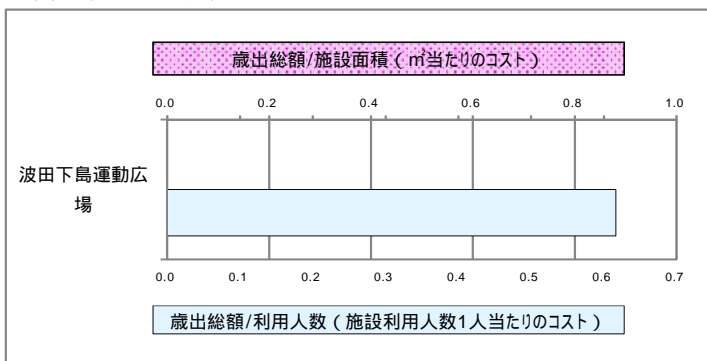 歳出総額/施設面積（㎡当たりのコスト）
0.0 0.2 0.4 0.6 0.8 1.0
波田下島運動広
場
0.0 0.1 0.2 0.3 0.4 0.5 0.6 0.7
歳出総額/利用人数（施設利用人数1人当たりのコスト）